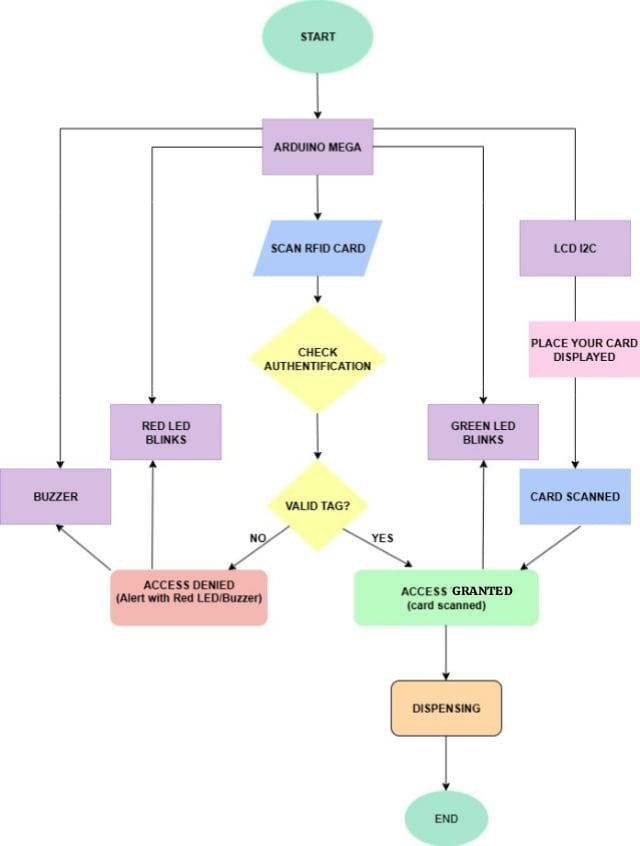 START
ARDUINO MEGA
SCAN RFID CARD
LCD I2C
PLACE YOUR CARD
DISPLAYED
CHECK
AUTHENTIFICATION
RED LED
BLINKS
GREEN LED
BLINKS
BUZZER
VALID TAG?
CARD SCANNED
NO
YES
ACCESS DENIED
(Alert with Red LED/Buzzer)
ACCESS GRANTED
(card scanned)
DISPENSING
END